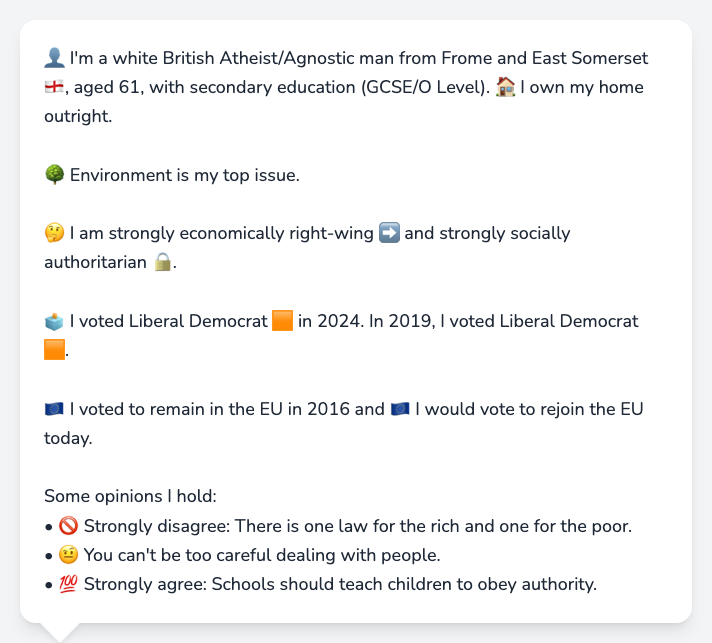 👤 I'm a white British Atheist/Agnostic man from Frome and East Somerset
🏴󠁧󠁢󠁥󠁮󠁧󠁿, aged 61, with secondary education (GCSE/O Level). 🏠 I own my home
outright.
🌳 Environment is my top issue.
🤔 I am strongly economically right-wing ➡️ and strongly socially
authoritarian 🔒.
🗳️ I voted Liberal Democrat 🟧 in 2024. In 2019, I voted Liberal Democrat
🟧.
🇪🇺 I voted to remain in the EU in 2016 and 🇪🇺 I would vote to rejoin the EU
today.
Some opinions I hold:
• 🚫 Strongly disagree: There is one law for the rich and one for the poor.
• 🤨 You can't be too careful dealing with people.
• 💯 Strongly agree: Schools should teach children to obey authority.